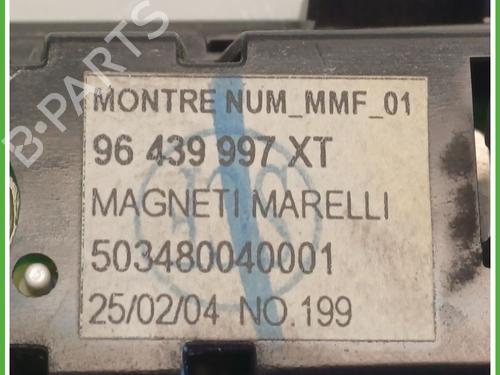 MONTRE NUM_MMF_01
96 439 997 XT
MAGNETI MARELLI
503480040001
25/02/04 NO.199
B-PARTS